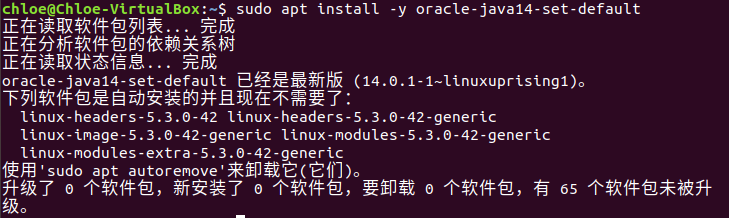 chloe@Chloe-VirtualBox:~$ sudo apt install -y oracle-java14-set-default
正在读取软件包列表... 完成
正在分析软件包的依赖关系树
正在读取状态信息... 完成
oracle-java14-set-default 已经是最新版 (14.0.1-1~linuxuprising1)。
下列软件包是自动安装的并且现在不需要了：
  linux-headers-5.3.0-42 linux-headers-5.3.0-42-generic
  linux-image-5.3.0-42-generic linux-modules-5.3.0-42-generic
  linux-modules-extra-5.3.0-42-generic
使用'sudo apt autoremove'来卸载它(它们)。
升级了 0 个软件包，新安装了 0 个软件包，要卸载 0 个软件包，有 65 个软件包未被升
级。